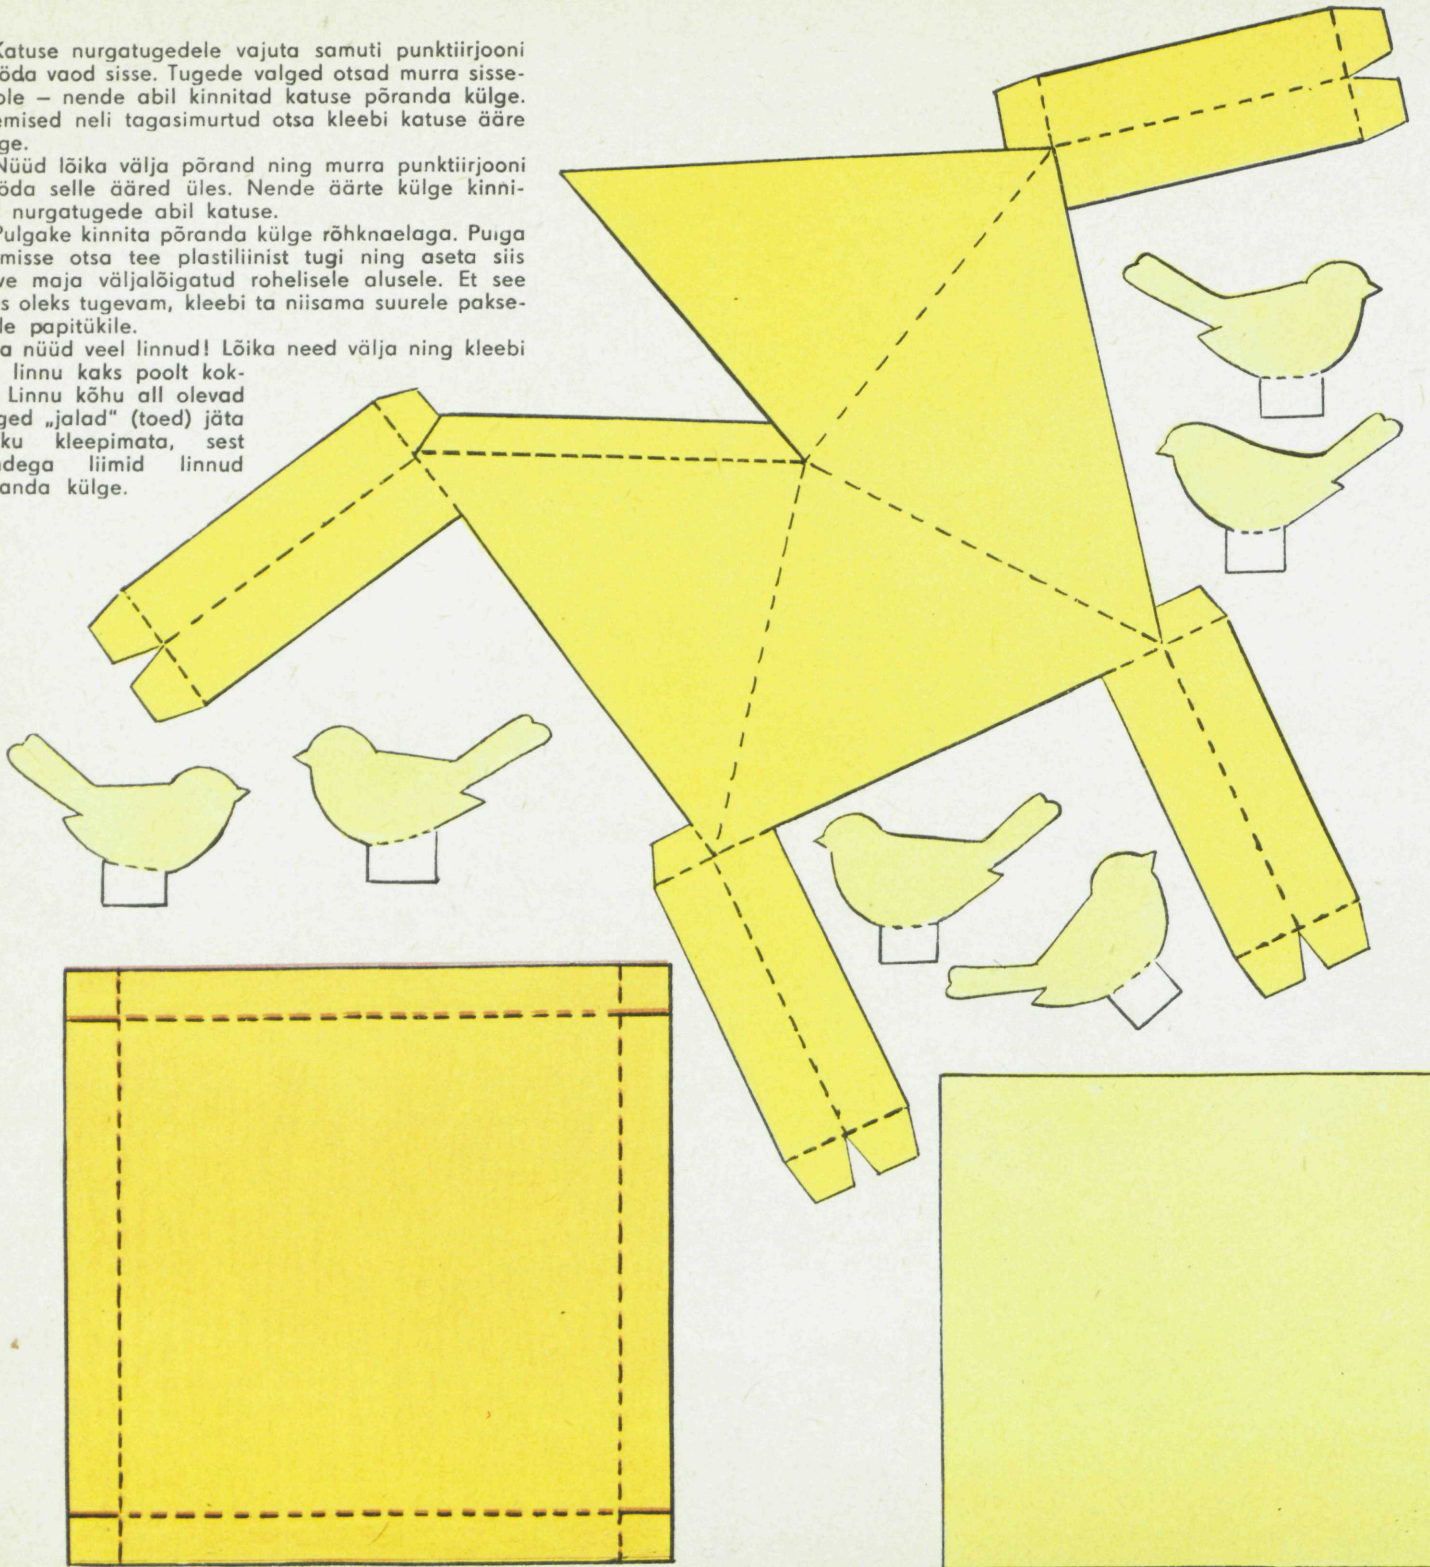 Katuse nurgatugedele vajuta samuti punktiirjooni
öda vaod sisse. Tugede valged otsad murra sisse-
ole — nende abil kinnitad katuse põranda külge.
emised neli tagasimurtud otsa kleebi katuse ääre
ge.
Nüüd lõika välja põrand ning murra punktiirjooni
öda selle ääred üles. Nende äärte külge kinni-
nurgatugede abil katuse.
Pulgake kinnita põranda külge rõhknaelaga. Pulga
misse otsa tee plastiliinist tugi ning aseta siis
ve maja väljalõigatud rohelisele alusele. Et see
s oleks tugevam, kleebi ta niisama suurele pakse-
le papitükile.
a nüüd veel linnud! Lõika need välja ning kleebi
linnu kaks poolt kok-
Linnu kõhu all olevad
ged „jalad“ (toed) jäta
ku kleepimata, sest
dega liimid linnud
anda külge.